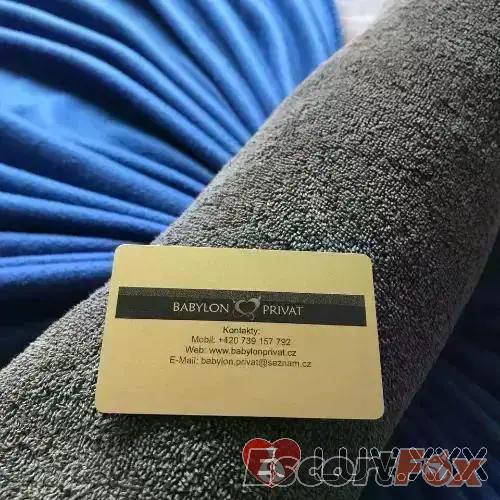 BABYLON PRIVAT
Kontakty:
Mobil: +420 739 157 792
Web: www.babylonprivat.cz
E-Mail: babylon.privat@seznam.cz
EscortFox